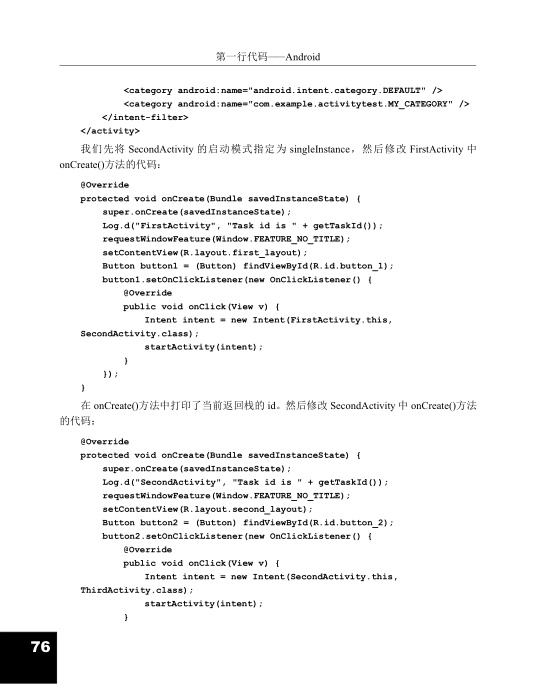 第一行代码——Android
<category android:name="android.intent.category.DEFAULT" />
<category android:name="com.example.activitytest.MY_CATEGORY" />
</intent-filter>
</activity>
我们先将 SecondActivity 的启动模式指定为 singleInstance，然后修改 FirstActivity 中
onCreate()方法的代码：
@Override
protected void onCreate(Bundle savedInstanceState) {
super.onCreate(savedInstanceState);
Log.d("FirstActivity", "Task id is " + getTaskId());
requestWindowFeature(Window.FEATURE_NO_TITLE);
setContentView(R.layout.first_layout);
Button button1 = (Button) findViewById(R.id.button_1);
button1.setOnClickListener(new OnClickListener() {
@Override
public void onClick(View v) {
Intent intent = new Intent(FirstActivity.this,
SecondActivity.class);
startActivity(intent);
}
});
}
在 onCreate()方法中打印了当前返回栈的 id。然后修改 SecondActivity 中 onCreate()方法
的代码：
@Override
protected void onCreate(Bundle savedInstanceState) {
super.onCreate(savedInstanceState);
Log.d("SecondActivity", "Task id is " + getTaskId());
requestWindowFeature(Window.FEATURE_NO_TITLE);
setContentView(R.layout.second_layout);
Button button2 = (Button) findViewById(R.id.button_2);
button2.setOnClickListener(new OnClickListener() {
@Override
public void onClick(View v) {
Intent intent = new Intent(SecondActivity.this,
ThirdActivity.class);
startActivity(intent);
}
76